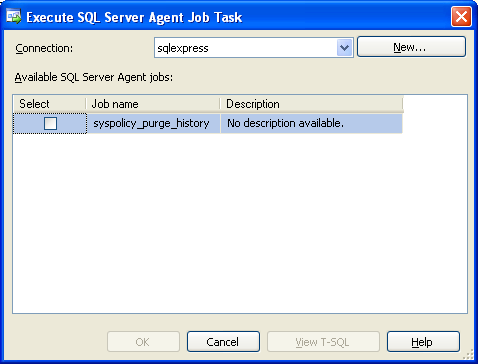 Execute SQL Server Agent Job Task
Connection: sqlexpress New...
Available SQL Server Agent jobs:
Select Job name Description
syspolicy_purge_history No description available.
OK Cancel View T-SQL Help